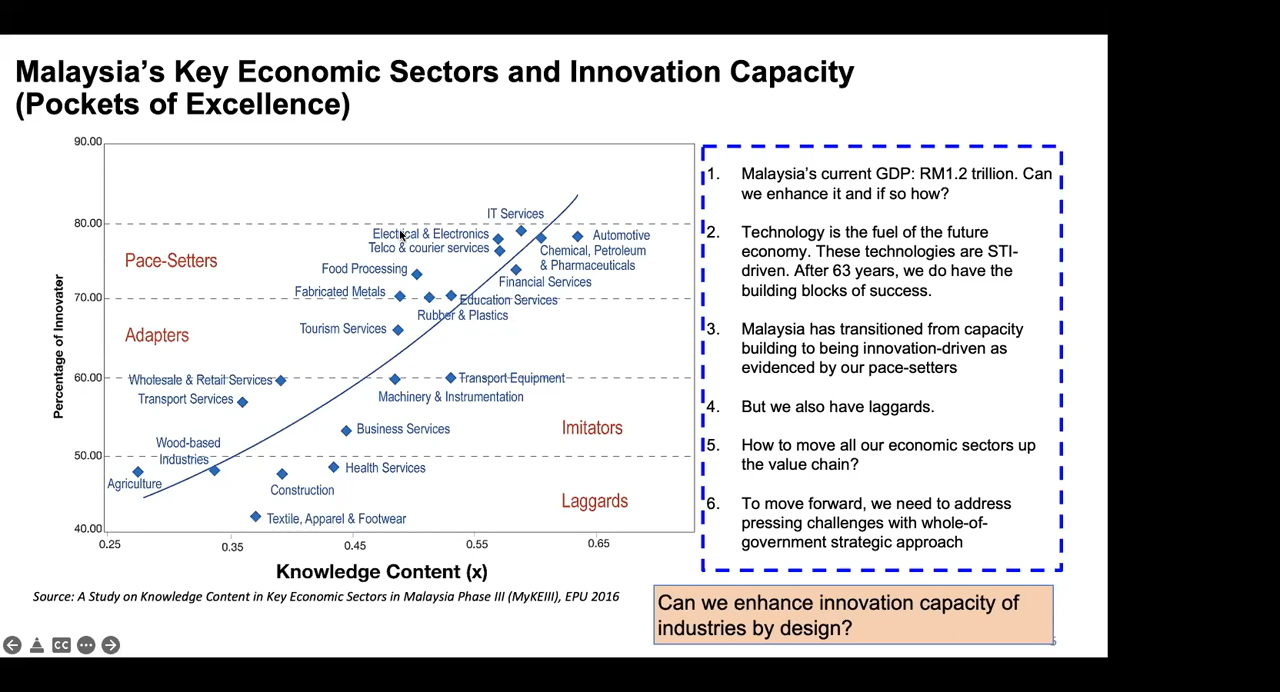 Malaysia's Key Economic Sectors and Innovation Capacity
(Pockets of Excellence)
90.00
80.00
70.00
60.00
50.00
40.00
Percentage of Innovater
IT Services
Electrical & Electronics
Automotive
Telco & courier services
Chemical, Petroleum
& Pharmaceuticals
Pace-Setters
Food Processing
Financial Services
Fabricated Metals
Education Services
Rubber & Plastics
Adapters
Tourism Services
Wholesale & Retail Services
Transport Equipment
Transport Services
Machinery & Instrumentation
Business Services
Imitators
Wood-based
Industries
Health Services
Agriculture
Construction
Laggards
Textile, Apparel & Footwear
0.25
0.35
0.45
0.55
0.65
Knowledge Content (x)
Source: A Study on Knowledge Content in Key Economic Sectors in Malaysia Phase III (MyKEIII), EPU 2016
1. Malaysia's current GDP: RM1.2 trillion. Can
we enhance it and if so how?
2. Technology is the fuel of the future
economy. These technologies are STI-
driven. After 63 years, we do have the
building blocks of success.
3. Malaysia has transitioned from capacity
building to being innovation-driven as
evidenced by our pace-setters
4. But we also have laggards.
5. How to move all our economic sectors up
the value chain?
6. To move forward, we need to address
pressing challenges with whole-of-
government strategic approach
Can we enhance innovation capacity of
industries by design?
CC